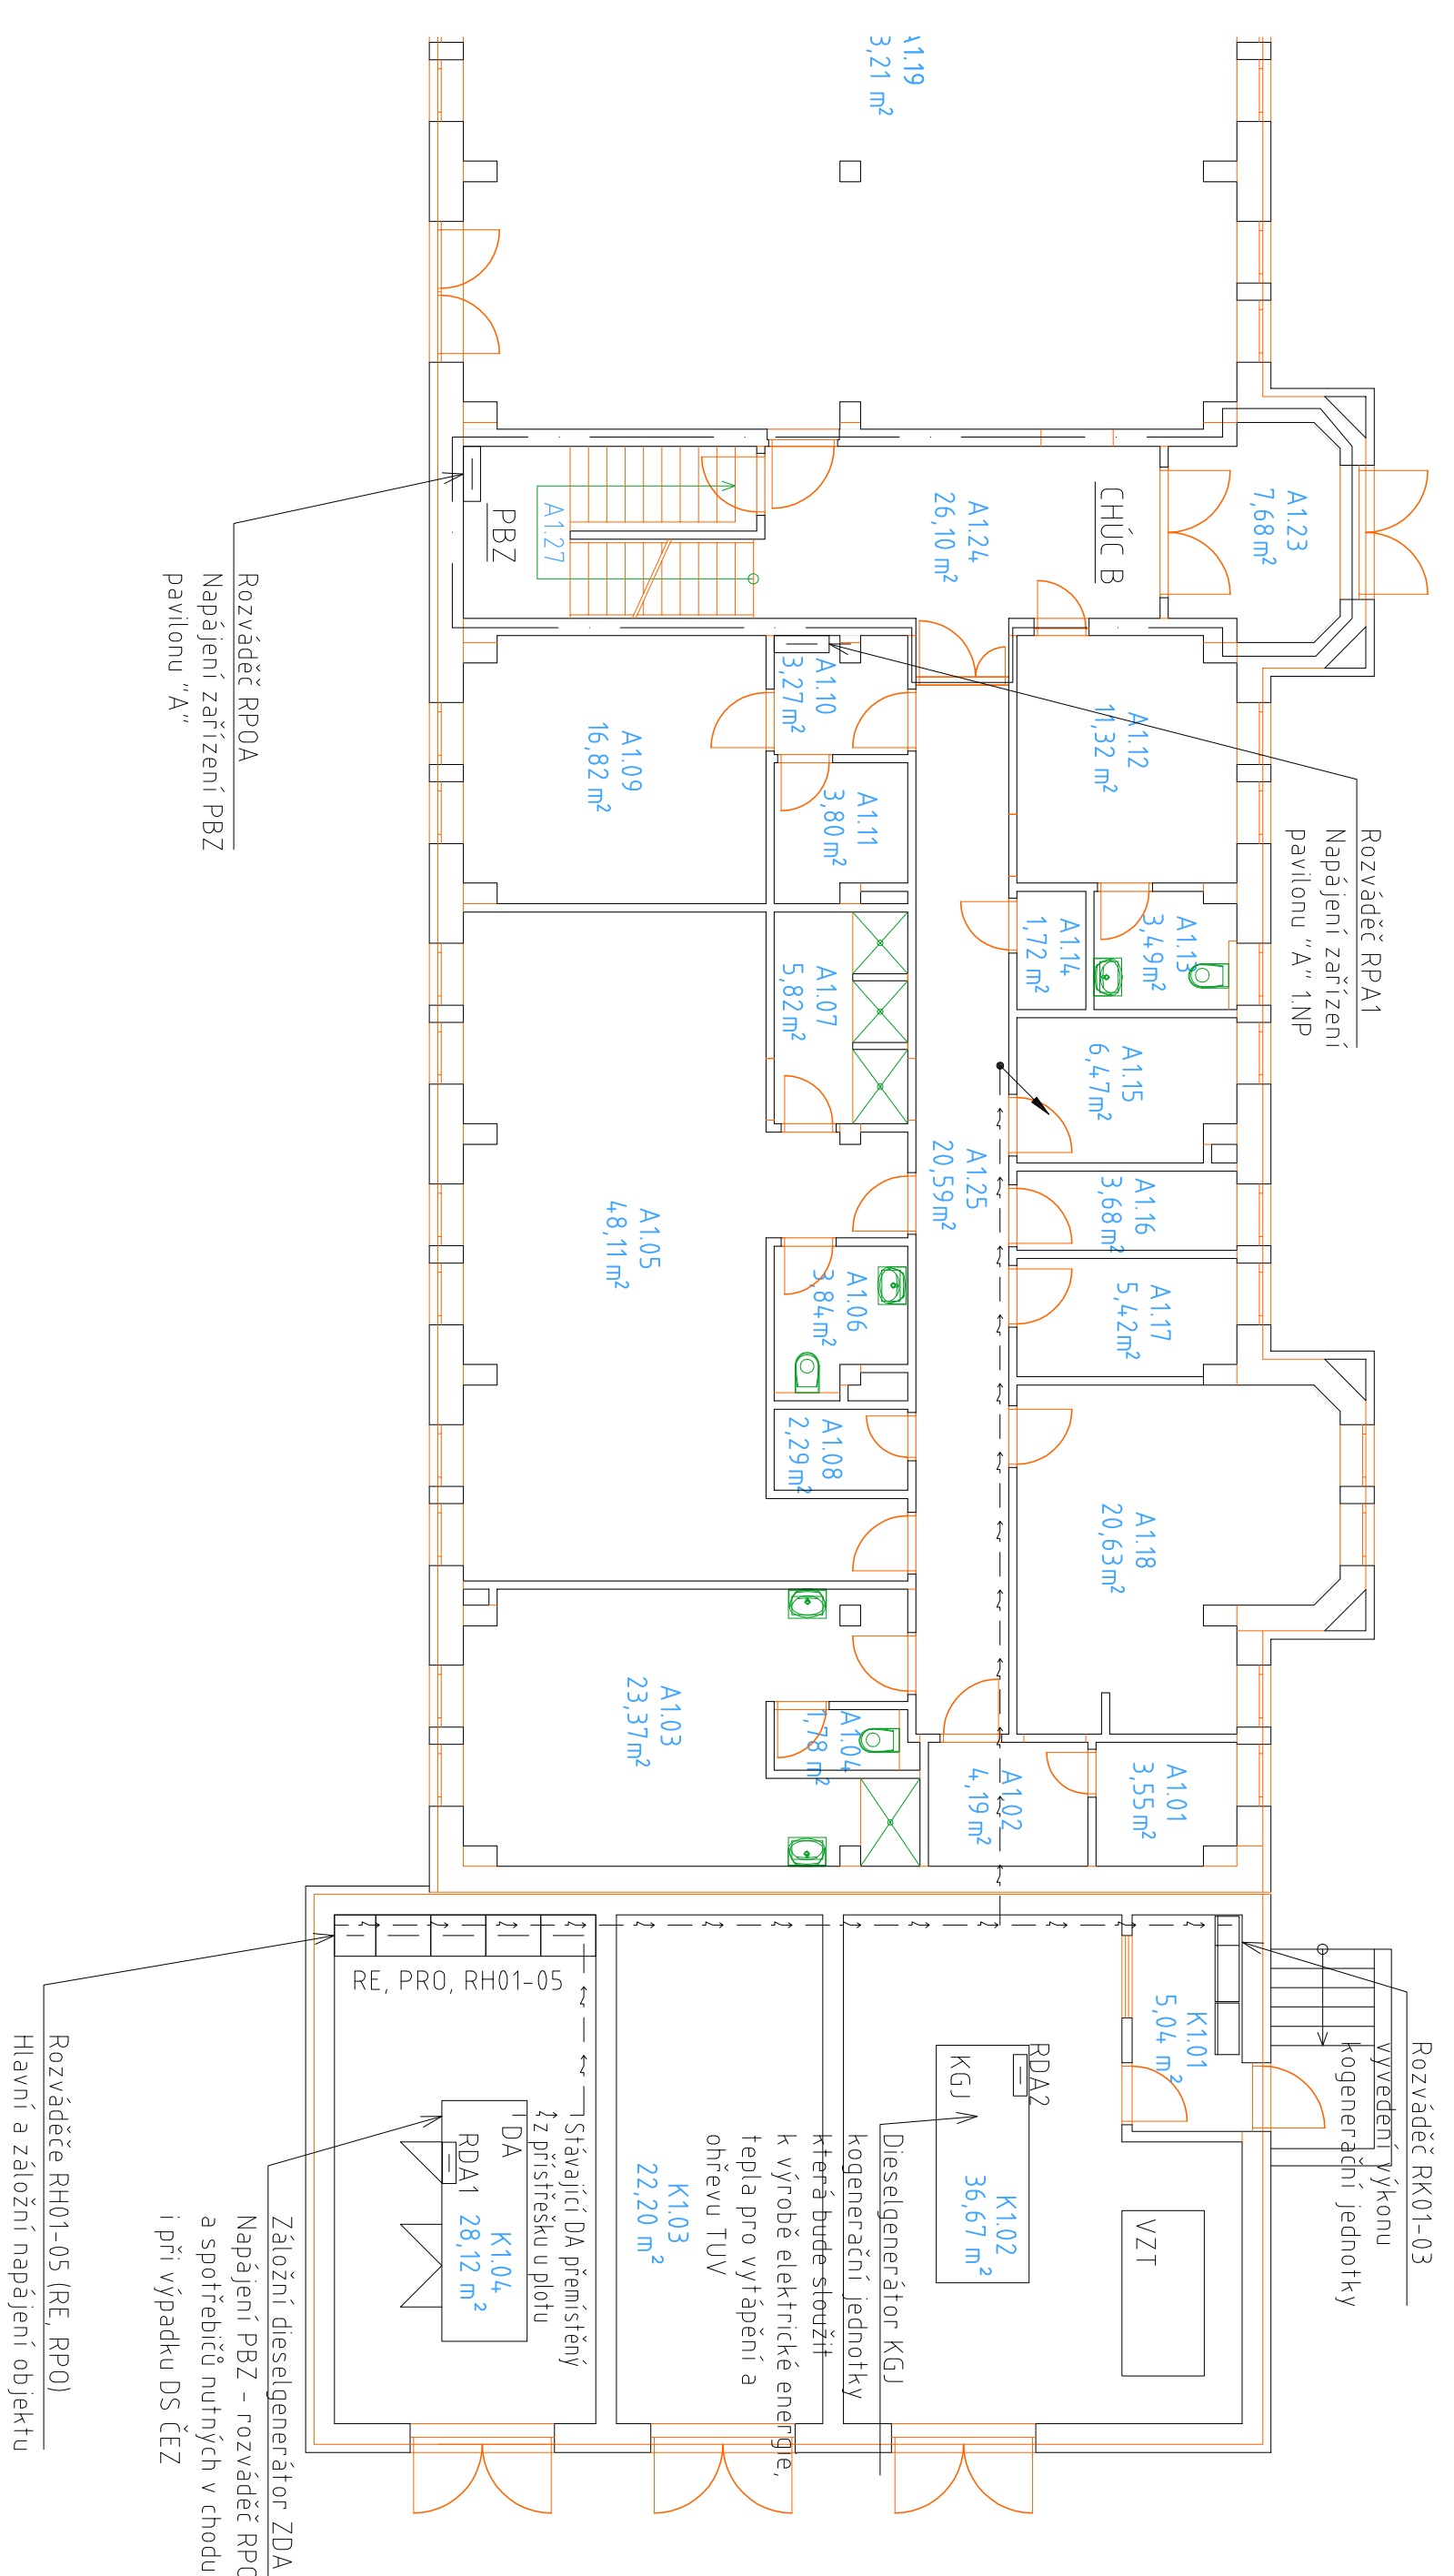 A1.19
3,21 m²
A1.23
7,68m²
CHÚC B
A1.24
26,10 m²
A1.27
PBZ
Rozváděč RPOA
Napájení zařízení PBZ
pavilonu "A"
Rozváděč RPA1
Napájení zařízení
pavilonu "A" 1.NP
A1.12
11,32 m²
A1.10
3,27m²
A1.09
16,82 m²
A1.11
3,80m²
A1.13
3,49m²
A1.14
1,72 m²
A1.07
5,82m²
A1.15
6,47m²
A1.25
20,59m²
A1.16
3,68m²
A1.05
48,11m²
A1.06
3,84m²
A1.17
5,42m²
A1.08
2,29m²
A1.18
20,63m²
A1.03
23,37m²
A1.04
1,78 m²
A1.02
4,19 m²
A1.01
3,55m²
Rozváděč RK01-03
vyvedení výkonu
kogenerační jednotky
K1.01
5,04 m²
RDA2
KGJ
K1.02
36,67 m²
VZT
Dieselgenerátor KGJ
kogenerační jednotky
která bude sloužit
k výrobě elektrické energie,
tepla pro vytápění a
ohřevu TUV
K1.03
22,20 m²
RE, PRO, RH01-05
Stávající DA přemístěný
z přístřešku u plotu
DA
RDA1
K1.04
28,12 m²
Záložní dieselgenerátor ZDA
Napájení PBZ - rozváděč
a spotřebičů nutných v chodu
i při výpadku DS ČEZ
Rozváděče RH01-05 (RE, RPO)
Hlavní a záložní napájení objektu